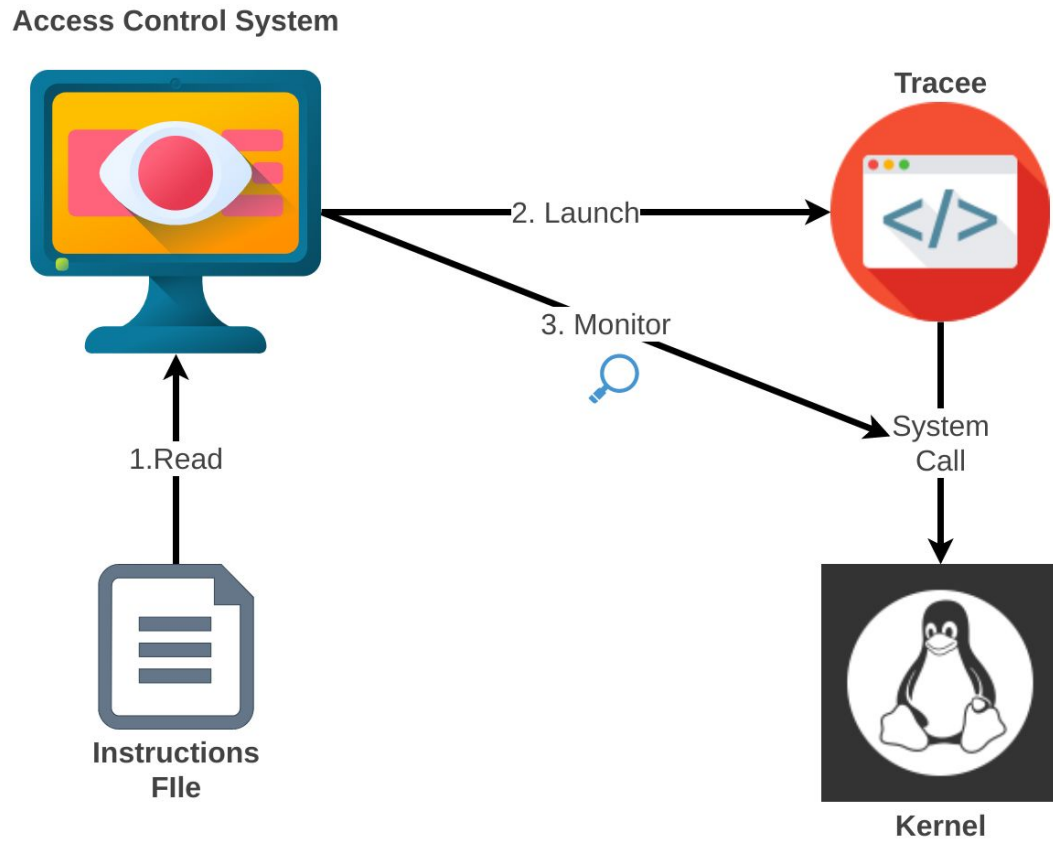 Access Control System
Tracee
</>
2. Launch
3. Monitor
System
Call
1.Read
Instructions
FIle
Kernel